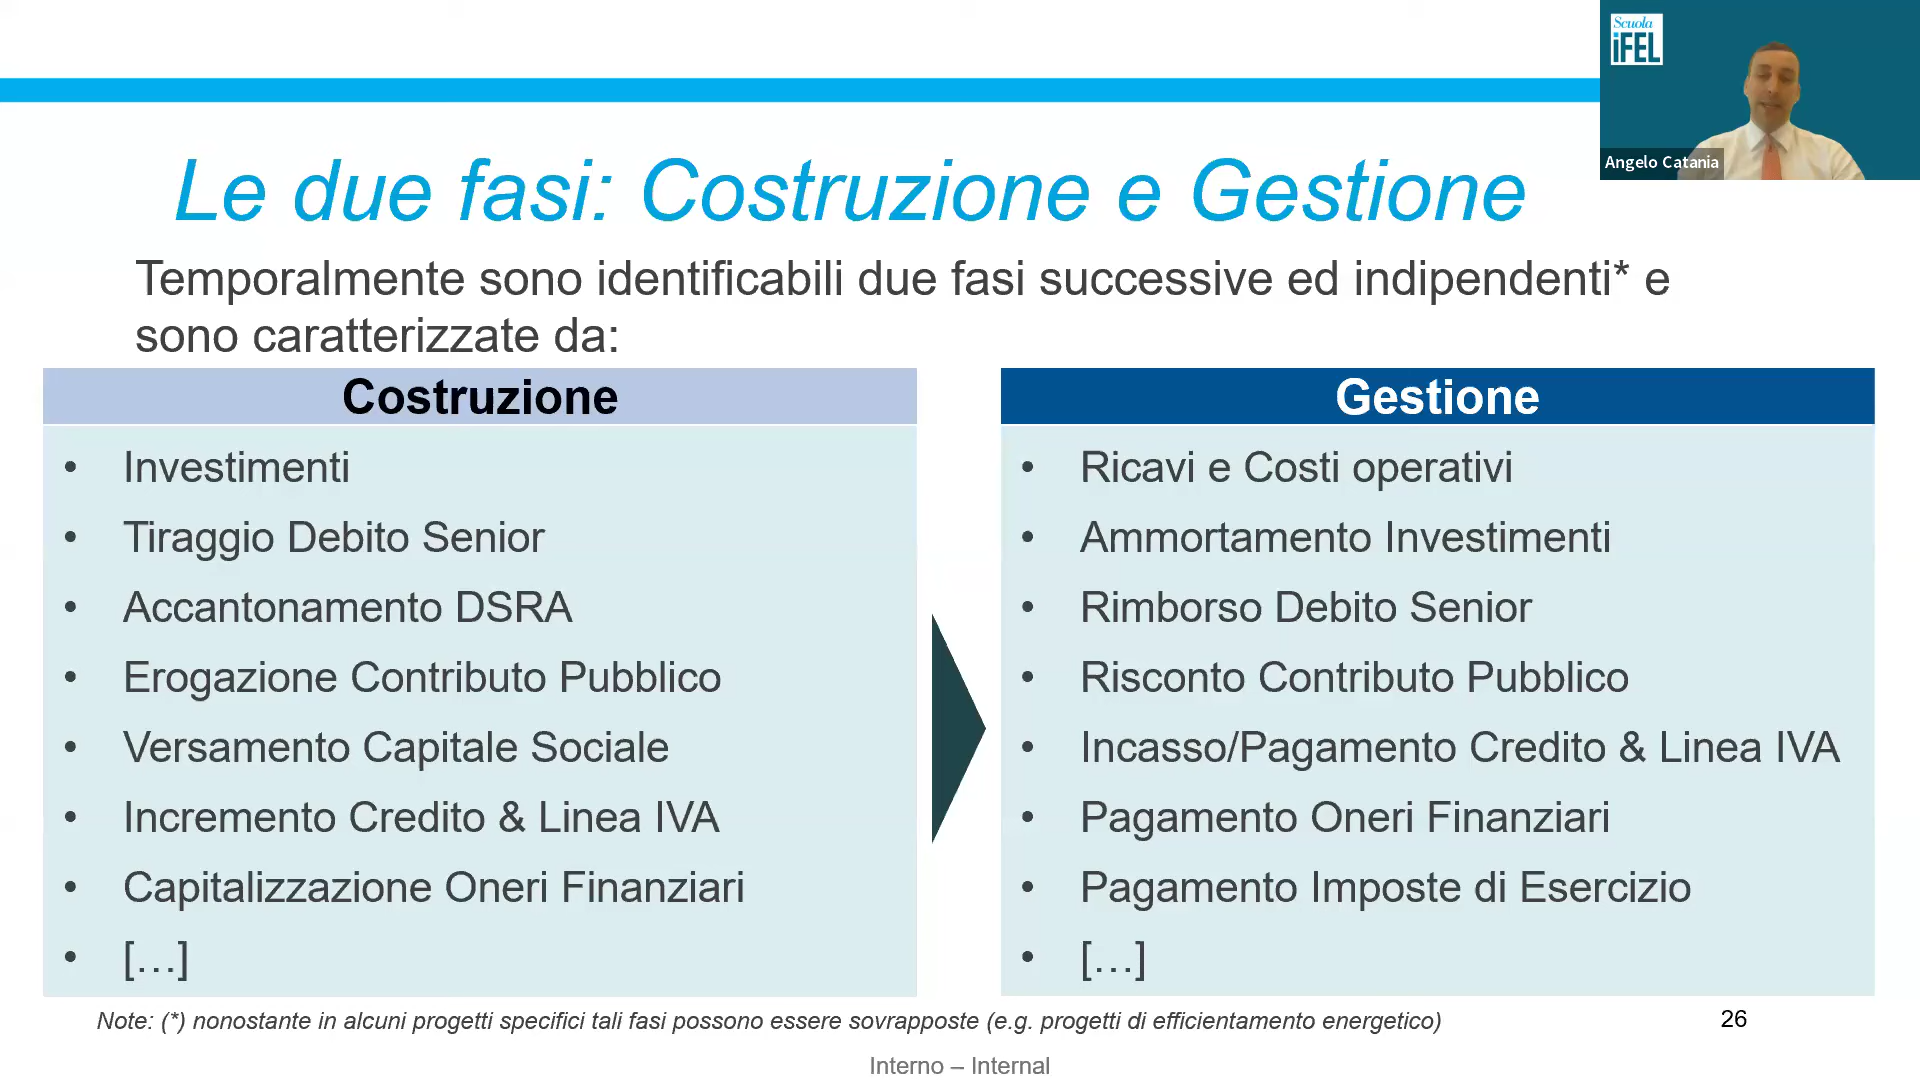 Scuola
iFEL
Angelo Catania
Le due fasi: Costruzione e Gestione
Temporalmente sono identificabili due fasi successive ed indipendenti* e
sono caratterizzate da:
Costruzione
• Investimenti
• Tiraggio Debito Senior
• Accantonamento DSRA
• Erogazione Contributo Pubblico
• Versamento Capitale Sociale
• Incremento Credito & Linea IVA
• Capitalizzazione Oneri Finanziari
• […]
Gestione
• Ricavi e Costi operativi
• Ammortamento Investimenti
• Rimborso Debito Senior
• Risconto Contributo Pubblico
• Incasso/Pagamento Credito & Linea IVA
• Pagamento Oneri Finanziari
• Pagamento Imposte di Esercizio
• […]
Note: (*) nonostante in alcuni progetti specifici tali fasi possono essere sovrapposte (e.g. progetti di efficientamento energetico)
26
Interno – Internal